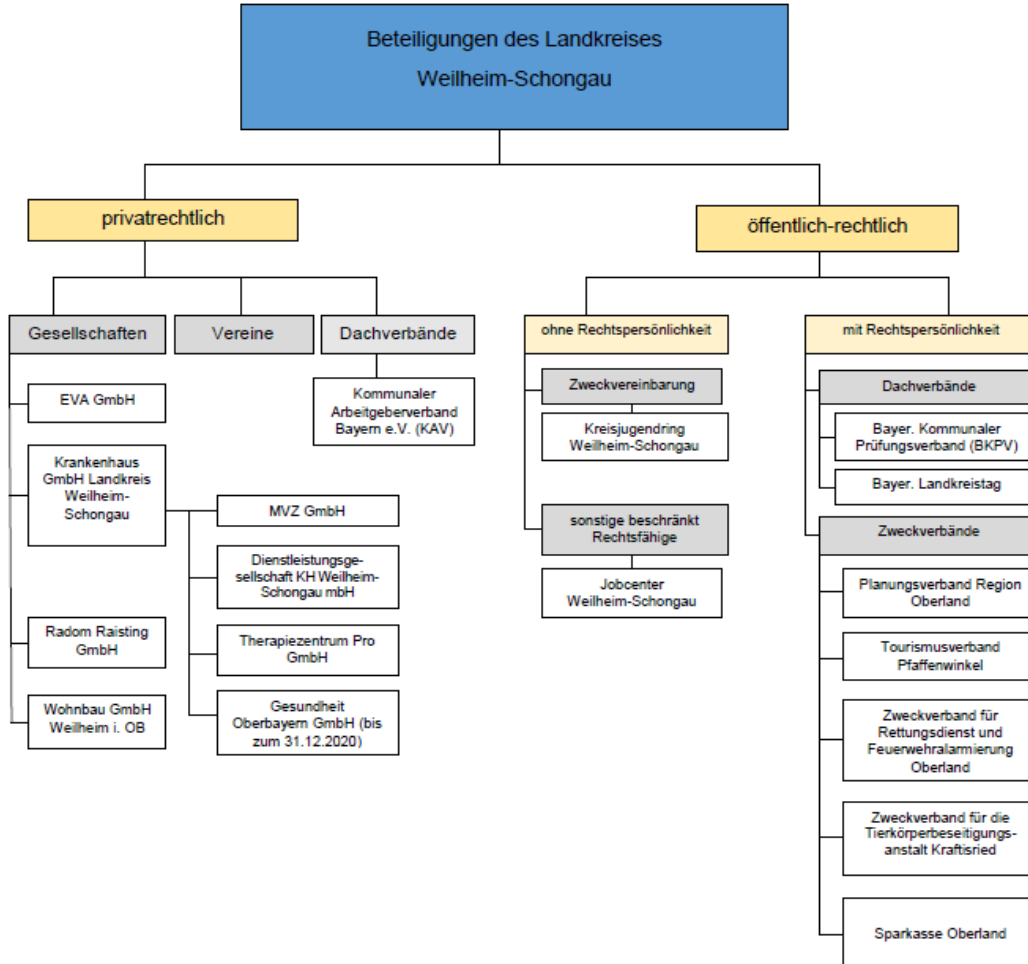 Beteiligungen des Landkreises
Weilheim-Schongau
privatrechtlich
öffentlich-rechtlich
Gesellschaften
Vereine
Dachverbände
EVA GmbH
Krankenhaus
GmbH Landkreis
Weilheim-
Schongau
Radom Raisting
GmbH
Wohnbau GmbH
Weilheim i. OB
MVZ GmbH
Dienstleistungsge-
sellschaft KH Weilheim-
Schongau mbH
Therapiezentrum Pro
GmbH
Gesundheit
Oberbayern GmbH (bis
zum 31.12.2020)
Kommunaler
Arbeitgeberverband
Bayern e.V. (KAV)
ohne Rechtspersönlichkeit
Zweckvereinbarung
Kreisjugendring
Weilheim-Schongau
sonstige beschränkt
Rechtsfähige
Jobcenter
Weilheim-Schongau
mit Rechtspersönlichkeit
Dachverbände
Bayer. Kommunaler
Prüfungsverband (BKPV)
Bayer. Landkreistag
Zweckverbände
Planungsverband Region
Oberland
Tourismusverband
Pfaffenwinkel
Zweckverband für
Rettungsdienst und
Feuerwehralarmierung
Oberland
Zweckverband für die
Tierkörperbeseitigungs-
anstalt Kraftisried
Sparkasse Oberland